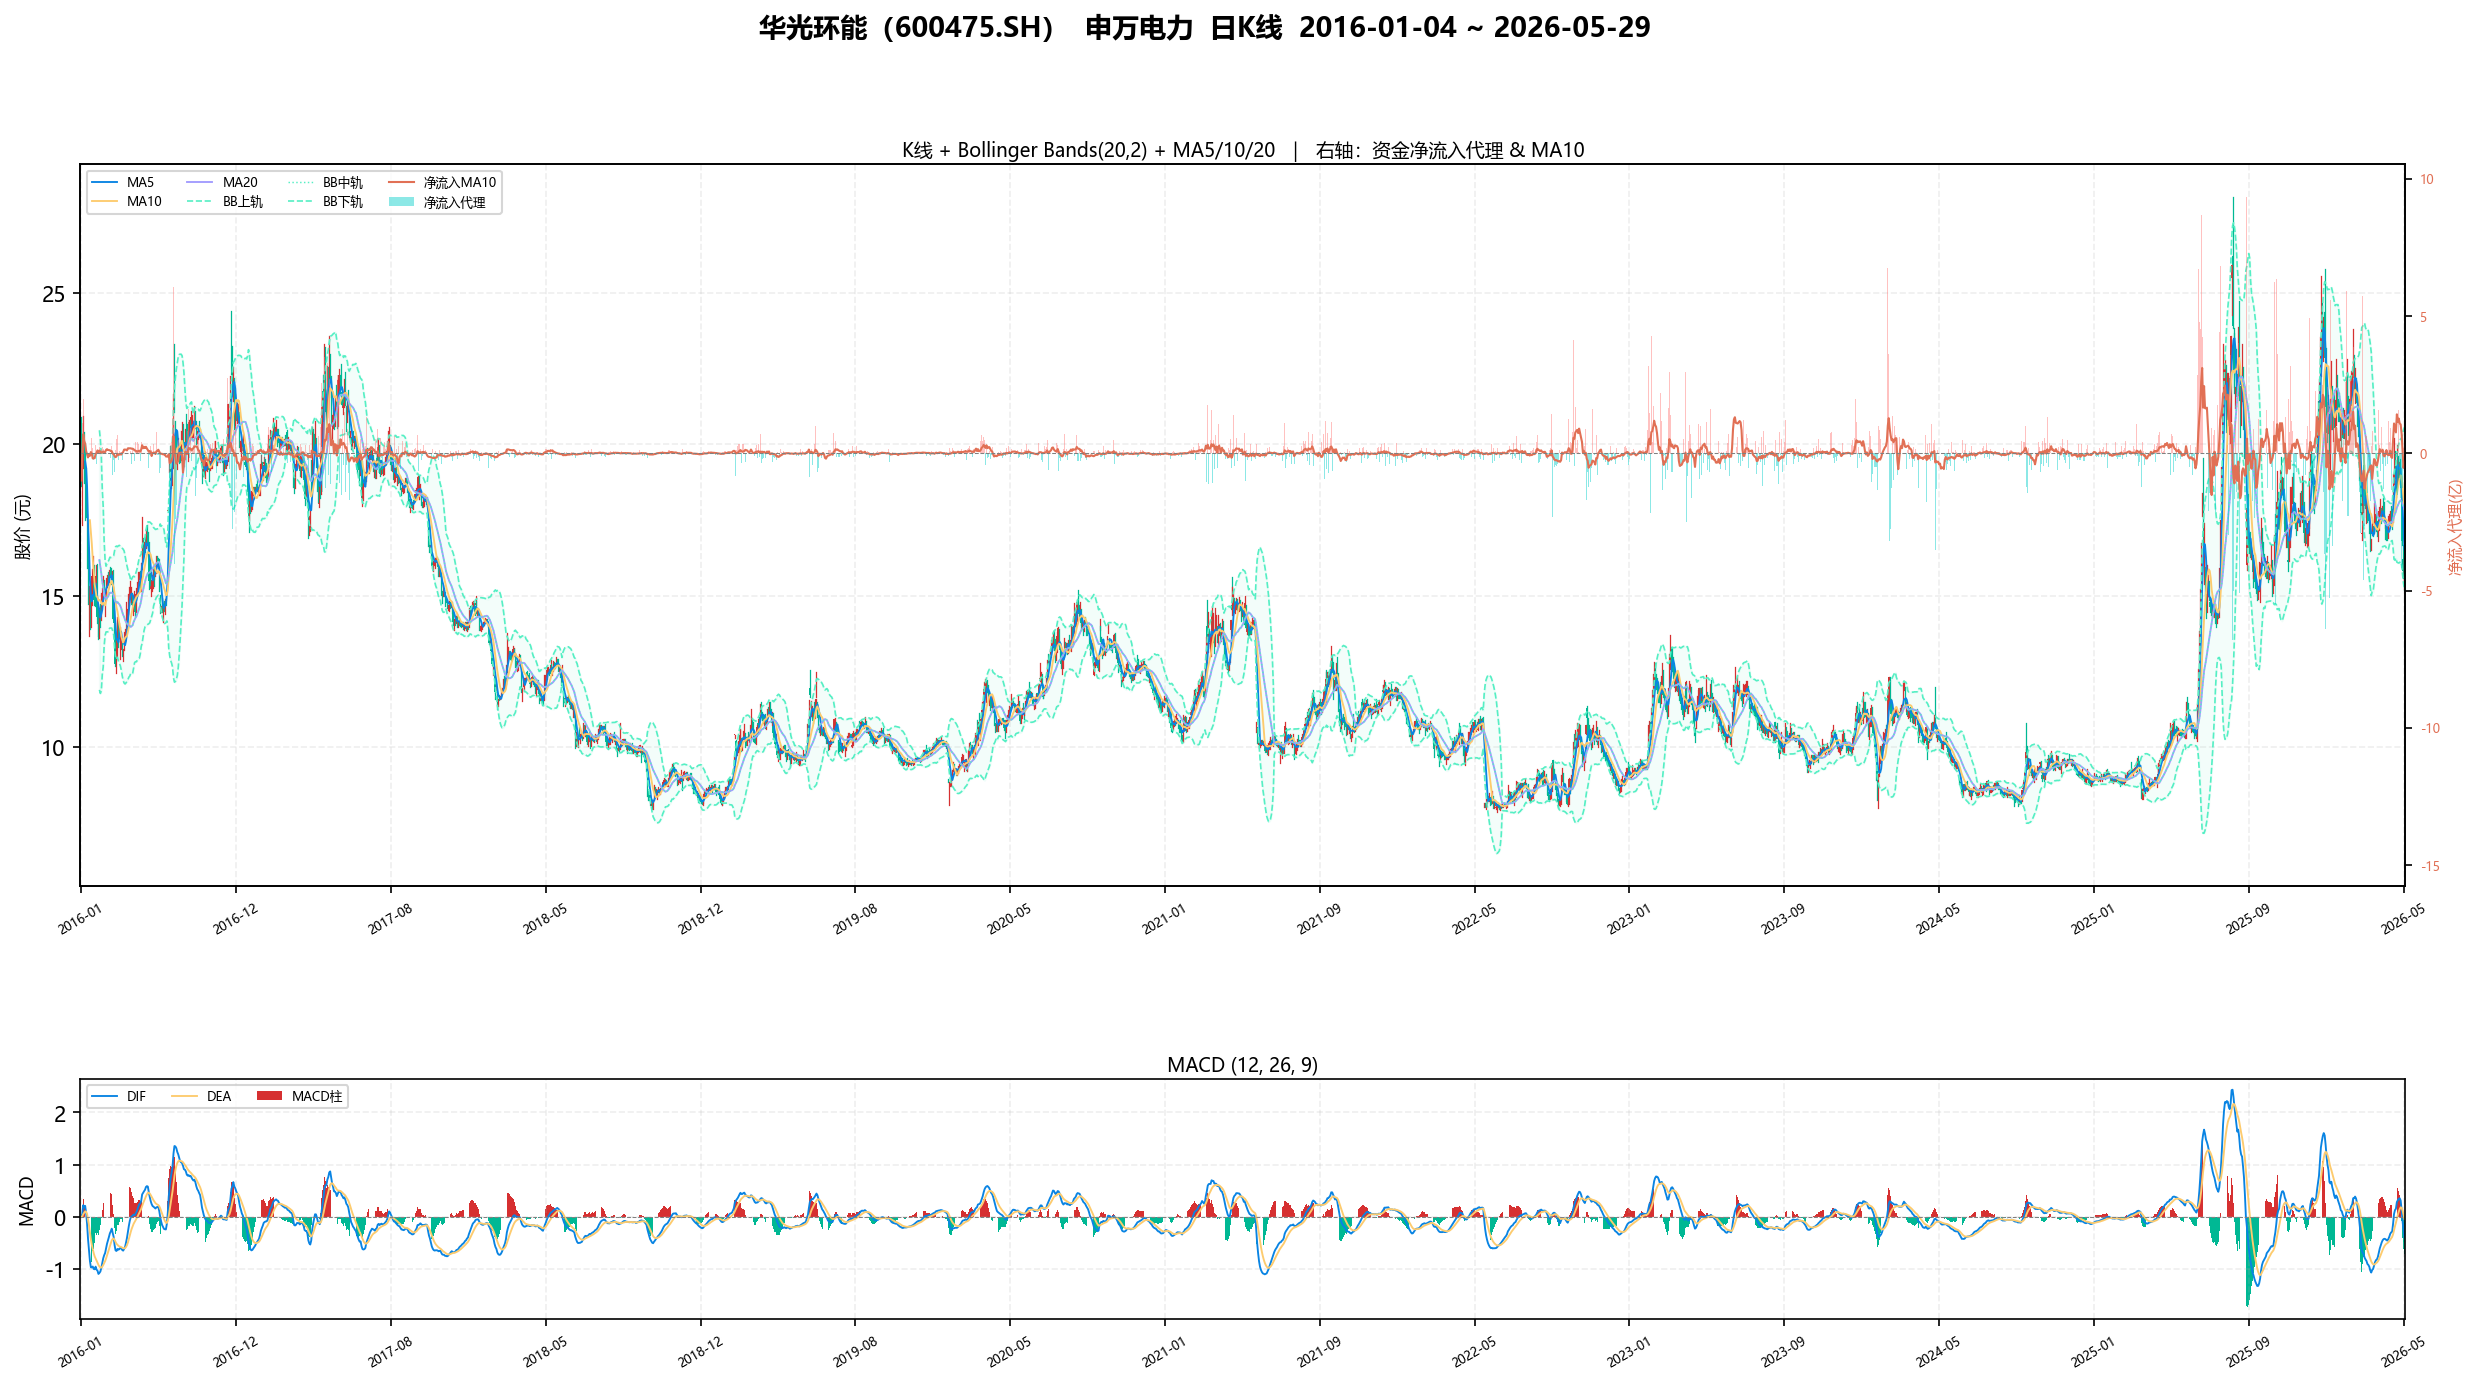 华光环能（600475.SH）  申万电力  日K线  2016-01-04 ~ 2026-05-29
K线 + Bollinger Bands(20,2) + MA5/10/20   |   右轴：资金净流入代理 & MA10
MA5 MA20 BB中轨 净流入MA10
MA10 BB上轨 BB下轨 净流入代理
股价 (元)
25
20
15
10
10
5
0
-5
-10
-15
净流入代理(亿)
2016-01 2016-12 2017-08 2018-05 2018-12 2019-08 2020-05 2021-01 2021-09 2022-05 2023-01 2023-09 2024-05 2025-01 2025-09 2026-05
MACD (12, 26, 9)
DIF DEA MACD柱
MACD
2
1
0
-1
2016-01 2016-12 2017-08 2018-05 2018-12 2019-08 2020-05 2021-01 2021-09 2022-05 2023-01 2023-09 2024-05 2025-01 2025-09 2026-05